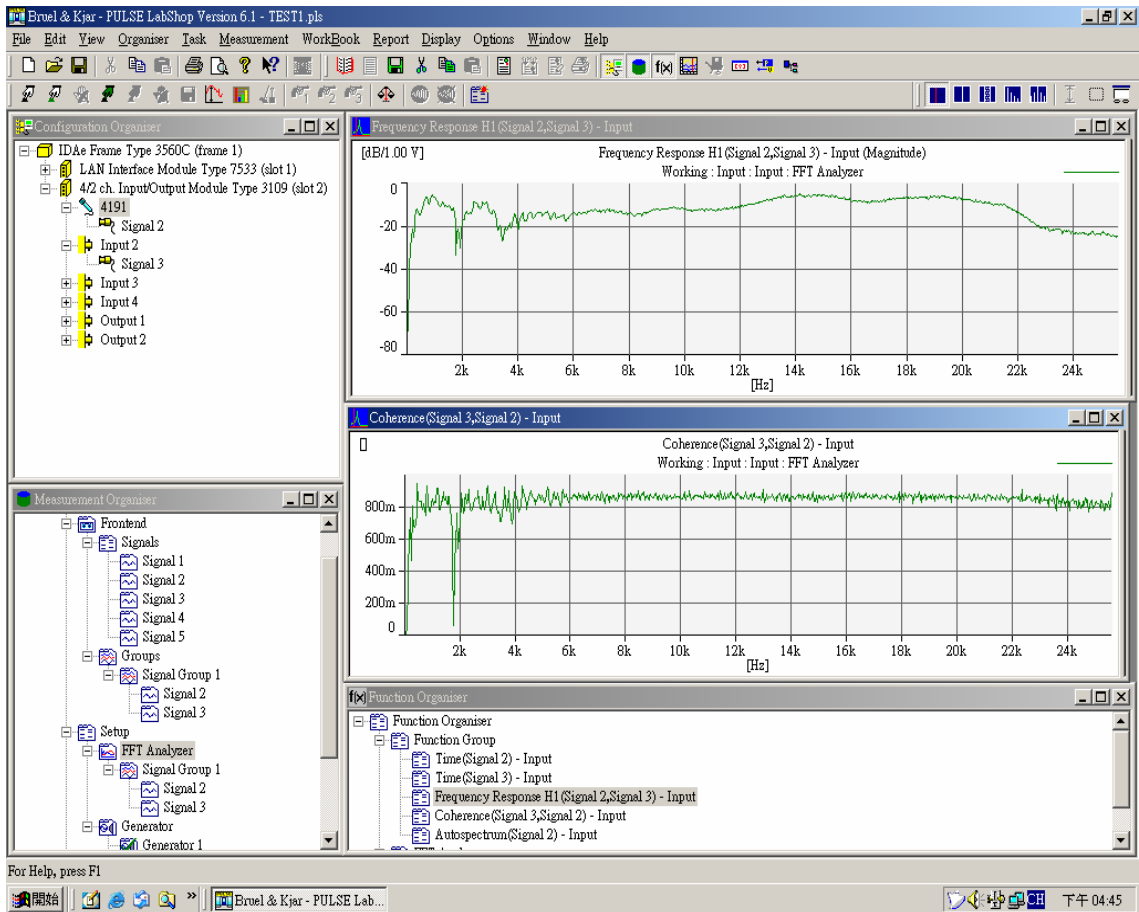 Bruel & Kjar - PULSE LabShop Version 6.1 - TEST1.pls
File Edit View Organiser Task Measurement WorkBook Report Display Options Window Help
Configuration Organiser
IDAe Frame Type 3560C (frame 1)
LAN Interface Module Type 7533 (slot 1)
4/2 ch. Input/Output Module Type 3109 (slot 2)
4191
Signal 2
Input 2
Signal 3
Input 3
Input 4
Output 1
Output 2
Frequency Response H1(Signal 2,Signal 3) - Input
[dB/1.00 V] Frequency Response H1(Signal 2,Signal 3) - Input (Magnitude)
Working : Input : Input : FFT Analyzer
0
-20
-40
-60
-80
2k 4k 6k 8k 10k 12k 14k 16k 18k 20k 22k 24k
[Hz]
Coherence(Signal 3,Signal 2) - Input
Coherence(Signal 3,Signal 2) - Input
Working : Input : Input : FFT Analyzer
800m
600m
400m
200m
0
2k 4k 6k 8k 10k 12k 14k 16k 18k 20k 22k 24k
[Hz]
Measurement Organiser
Frontend
Signals
Signal 1
Signal 2
Signal 3
Signal 4
Signal 5
Groups
Signal Group 1
Signal 2
Signal 3
Setup
FFT Analyzer
Signal Group 1
Signal 2
Signal 3
Generator
Generator 1
f(x) Function Organiser
Function Organiser
Function Group
Time(Signal 2) - Input
Time(Signal 3) - Input
Frequency Response H1(Signal 2,Signal 3) - Input
Coherence(Signal 3,Signal 2) - Input
Autospectrum(Signal 2) - Input
For Help, press F1
開始 » Bruel & Kjar - PULSE Lab... CH 下午 04:45